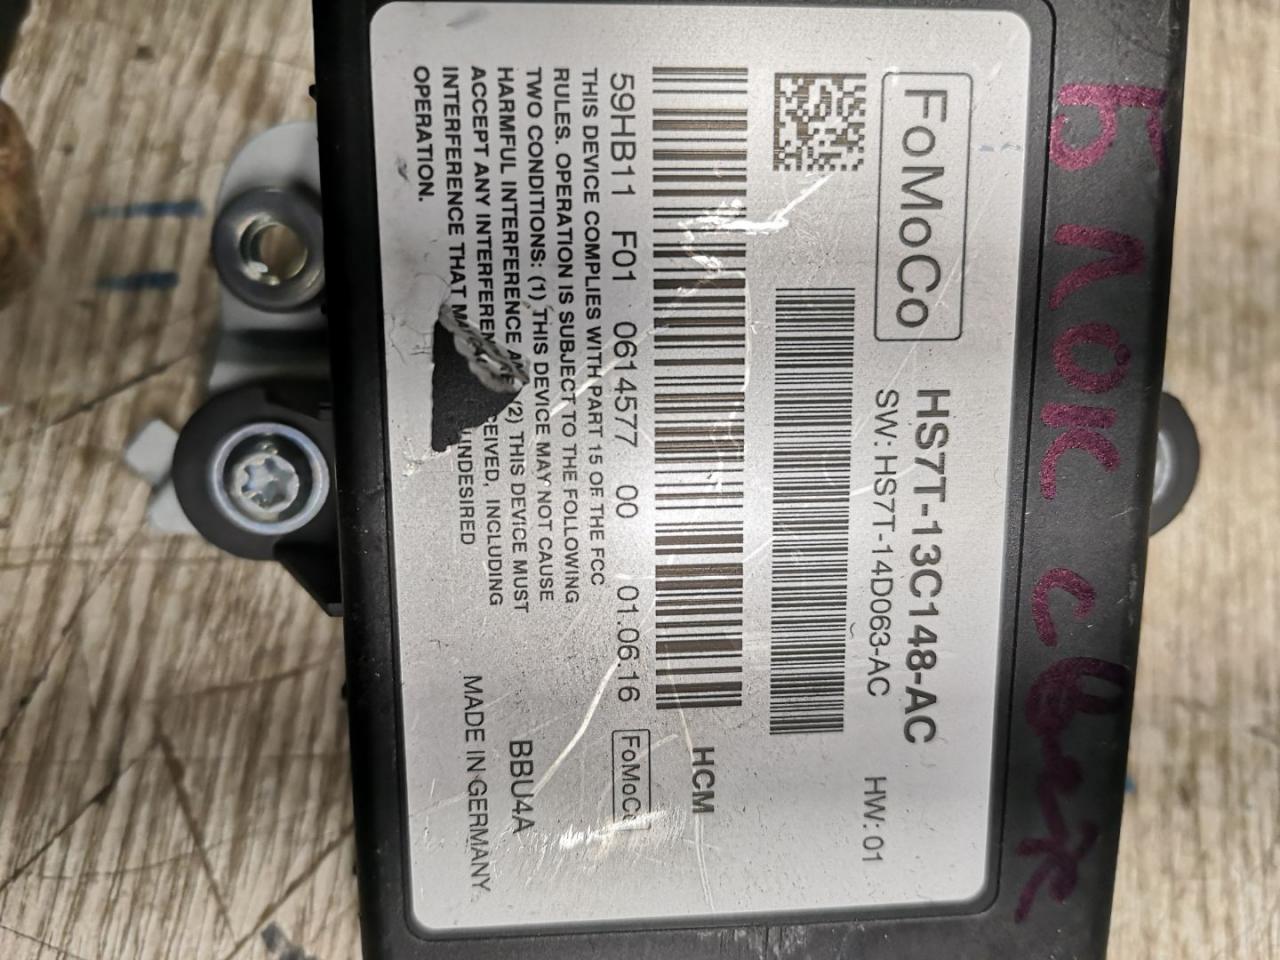 Блок света
FoMoCo
HS7T-13C148-AC
SW: HS7T-14D063-AC
HW: 01
HCM
59HB11 F01 0614577 00 01.06.16
FoMoCo
THIS DEVICE COMPLIES WITH PART 15 OF THE FCC
RULES. OPERATION IS SUBJECT TO THE FOLLOWING
TWO CONDITIONS: (1) THIS DEVICE MAY NOT CAUSE
HARMFUL INTERFERENCE (2) THIS DEVICE MUST
ACCEPT ANY INCLUDING
INTERFERENCE THAT UNDESIRED
OPERATION.
BBU4A
MADE IN GERMANY